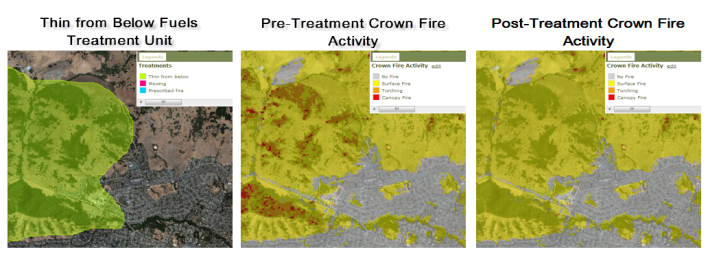 Thin from Below Fuels
Treatment Unit
Legends
Treatments
Thin from below
Mowing
Prescribed fire
Pre-Treatment Crown Fire
Activity
Legends
Crown Fire Activity edit
No Fire
Surface Fire
Torching
Canopy Fire
Post-Treatment Crown Fire
Activity
Legends
Crown Fire Activity edit
No Fire
Surface Fire
Torching
Canopy Fire